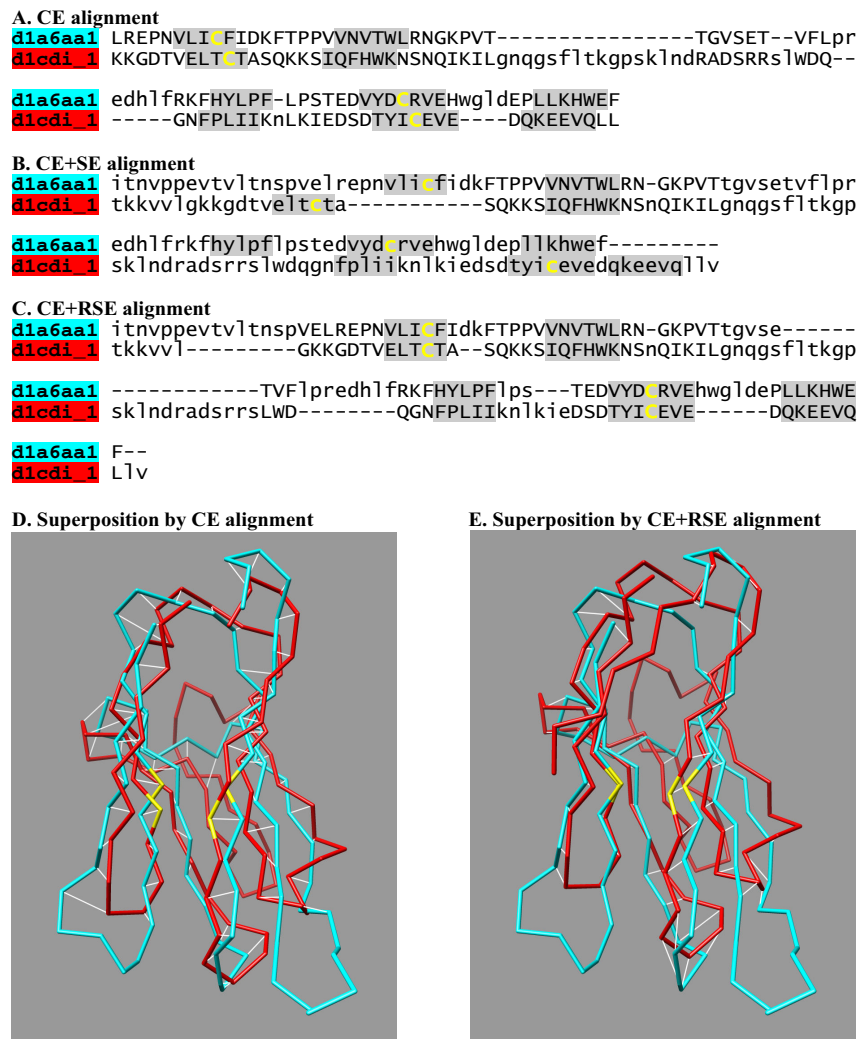 A. CE alignment
d1a6aa1 LREPNVLICFIDKFTPPVVNVTWLRNGKPVT----------------TGVSET--VFLpr
d1cdi_1 KKGDTVELTCTASQKKSIQFHWKNSNQIKILgnqgsfltkgpsklndRADSRRslWDQ--
edhlfRKFHYLPF-LPSTEDVYDCRVEHwgldEPLLKHWEF
-----GNFPLIIKnLKIEDSDTYICEVE----DQKEEVQLL
B. CE+SE alignment
d1a6aa1 itnvppevtvltnspvelrepnvlicfidkFTPPVVNVTWLRN-GKPVTtgvsetvflpr
d1cdi_1 tkkvvlgkkgdtveltcta-----------SQKKSIQFHWKNSnQIKILgnqgsfltkgp
d1a6aa1 edhlfrkfhylpflpstedvydcrvehwgldepllkhwef---------
d1cdi_1 sklndradsrrslwdqgnfpliiknlkiedsdtyicevedqkeevqllv
C. CE+RSE alignment
d1a6aa1 itnvppevtvltnspVELREPNVLICFIdkFTPPVVNVTWLRN-GKPVTtgvse------
d1cdi_1 tkkvvl---------GKKGDTVELTCTA--SQKKSIQFHWKNSnQIKILgnqgsfltkgp
d1a6aa1 ------------TVFlpredhlfRKFHYLPFlps---TEDVYDCRVEhwgldePLLKHWE
d1cdi_1 sklndradsrrsLWD--------QGNFPLIIknlkieDSDTYICEVE------DQKEEVQ
d1a6aa1 F--
d1cdi_1 Llv
D. Superposition by CE alignment
E. Superposition by CE+RSE alignment